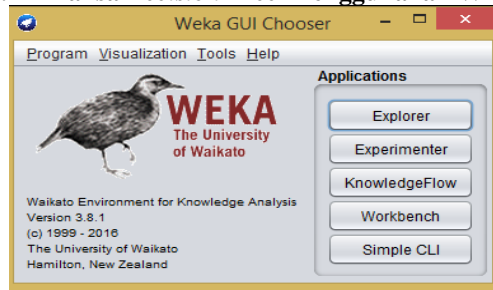 Weka GUI Chooser
Program Visualization Tools Help
Applications
WEKA
The University
of Waikato
Explorer
Experimenter
KnowledgeFlow
Workbench
Simple CLI
Waikato Environment for Knowledge Analysis
Version 3.8.1
(c) 1999 - 2016
The University of Waikato
Hamilton, New Zealand